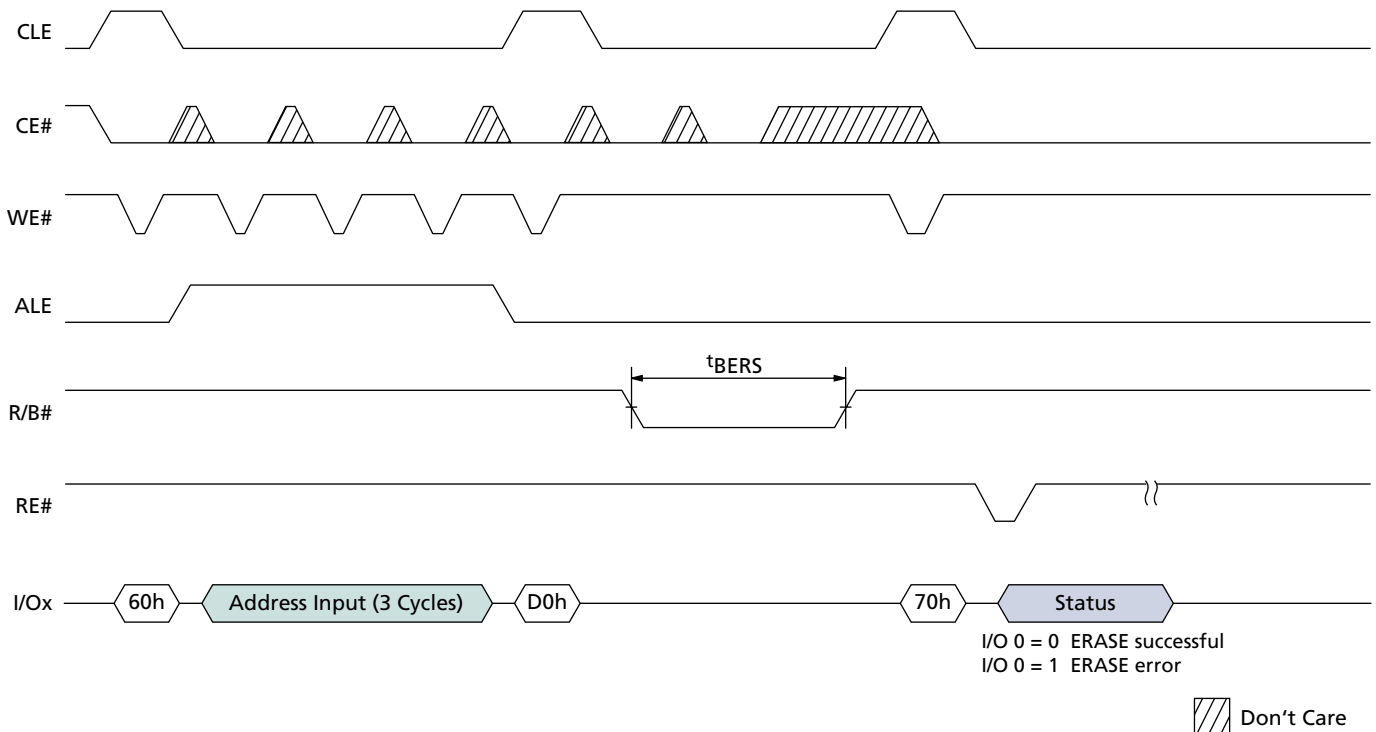 CLE
CE#
WE#
ALE
tBERS
R/B#
RE#
I/Ox 60h Address Input (3 Cycles) D0h 70h Status
I/O 0 = 0 ERASE successful
I/O 0 = 1 ERASE error
Don't Care